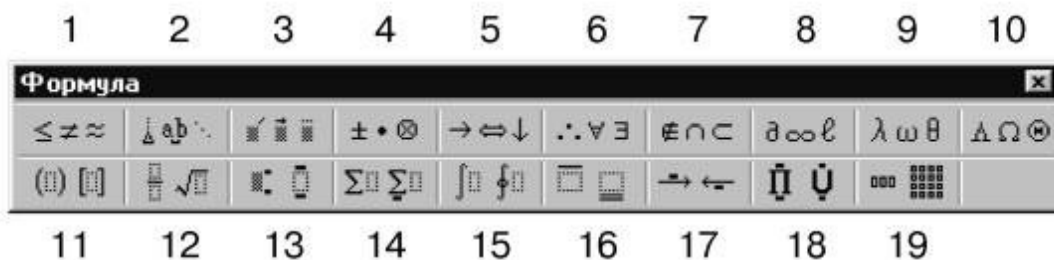 1 2 3 4 5 6 7 8 9 10
Формула
≤ ≠ ≈ a͟b ⋱ ± • ⊗ → ⇔ ↓ ∴ ∀ ∃ ∉ ∩ ⊂ ∂ ∞ ℓ λ ω θ Λ Ω Θ
( ) [ ] √ Σ Σ ∫ ∮ → ← Π Ụ
11 12 13 14 15 16 17 18 19